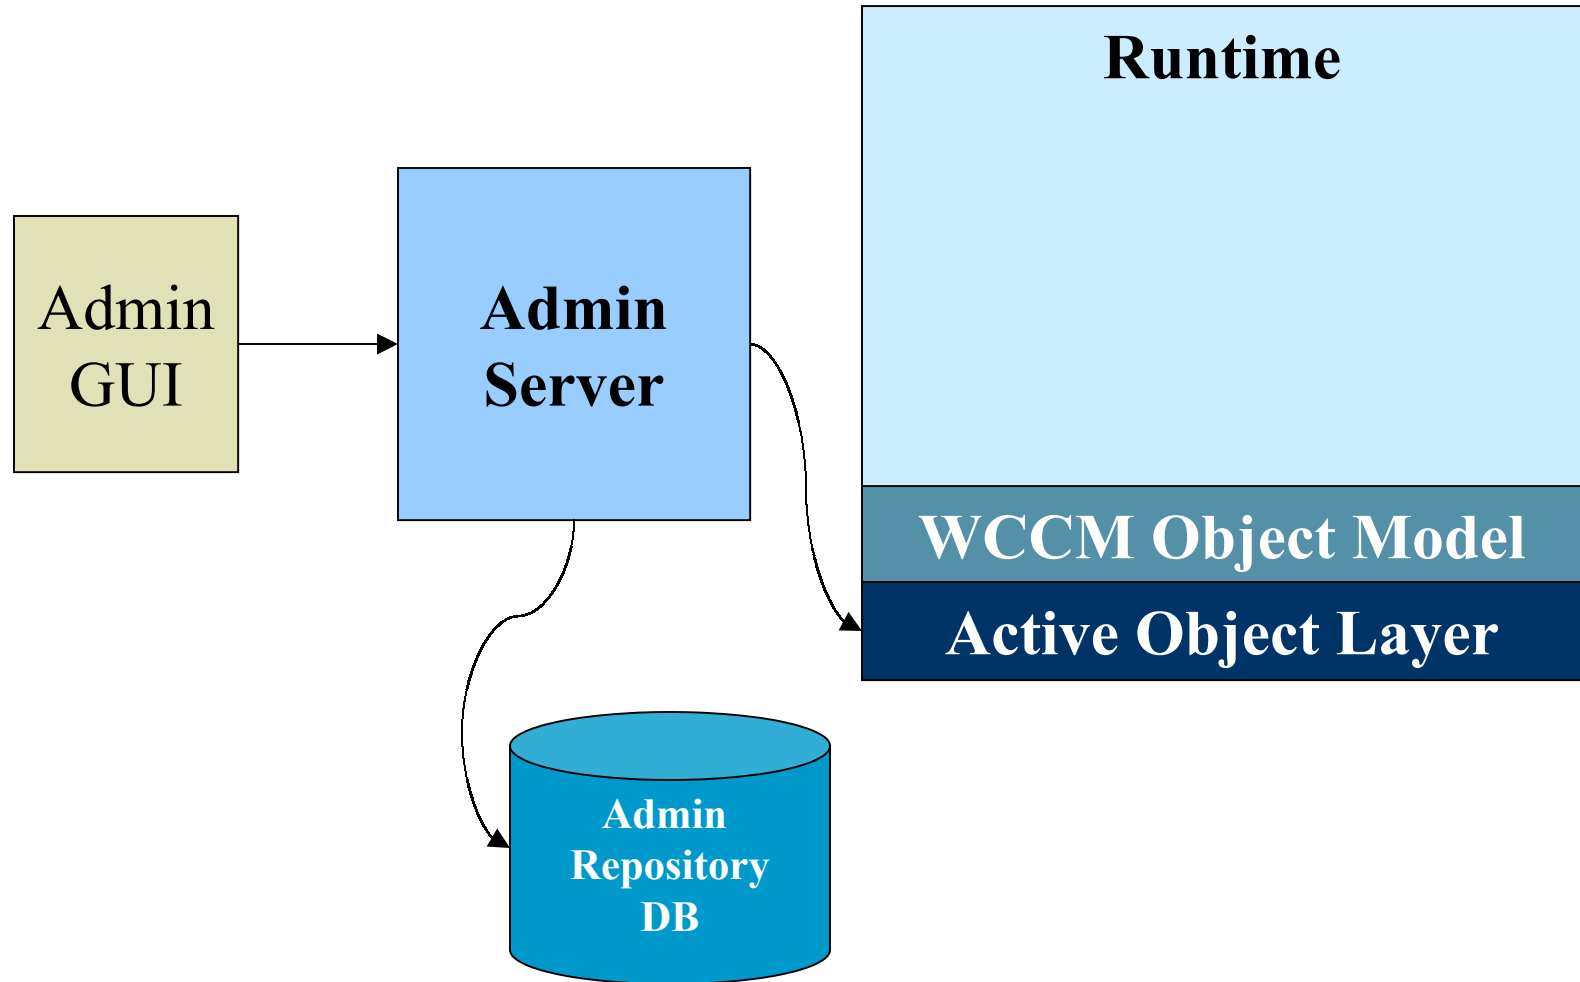 Runtime
Admin
GUI
Admin
Server
WCCM Object Model
Active Object Layer
Admin
Repository
DB